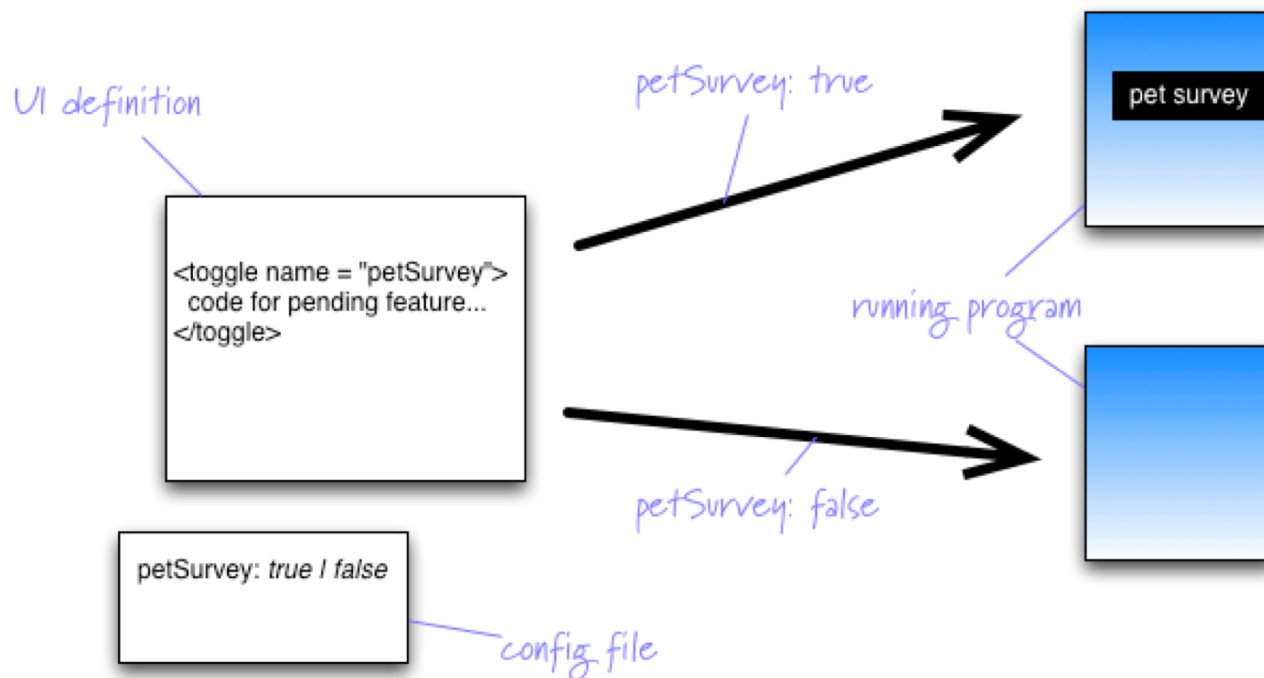 UI definition
petSurvey: true
pet survey
<toggle name = "petSurvey">
code for pending feature...
</toggle>
running program
petSurvey: false
petSurvey: true / false
config file